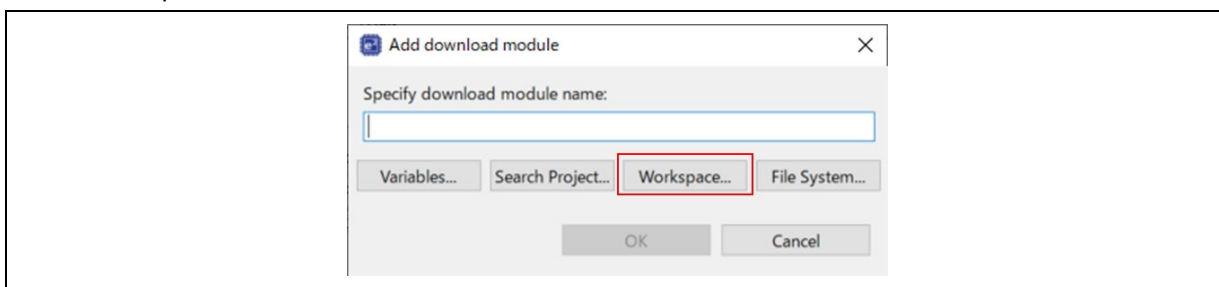 Add download module
Specify download module name:
Variables... Search Project... Workspace... File System...
OK Cancel